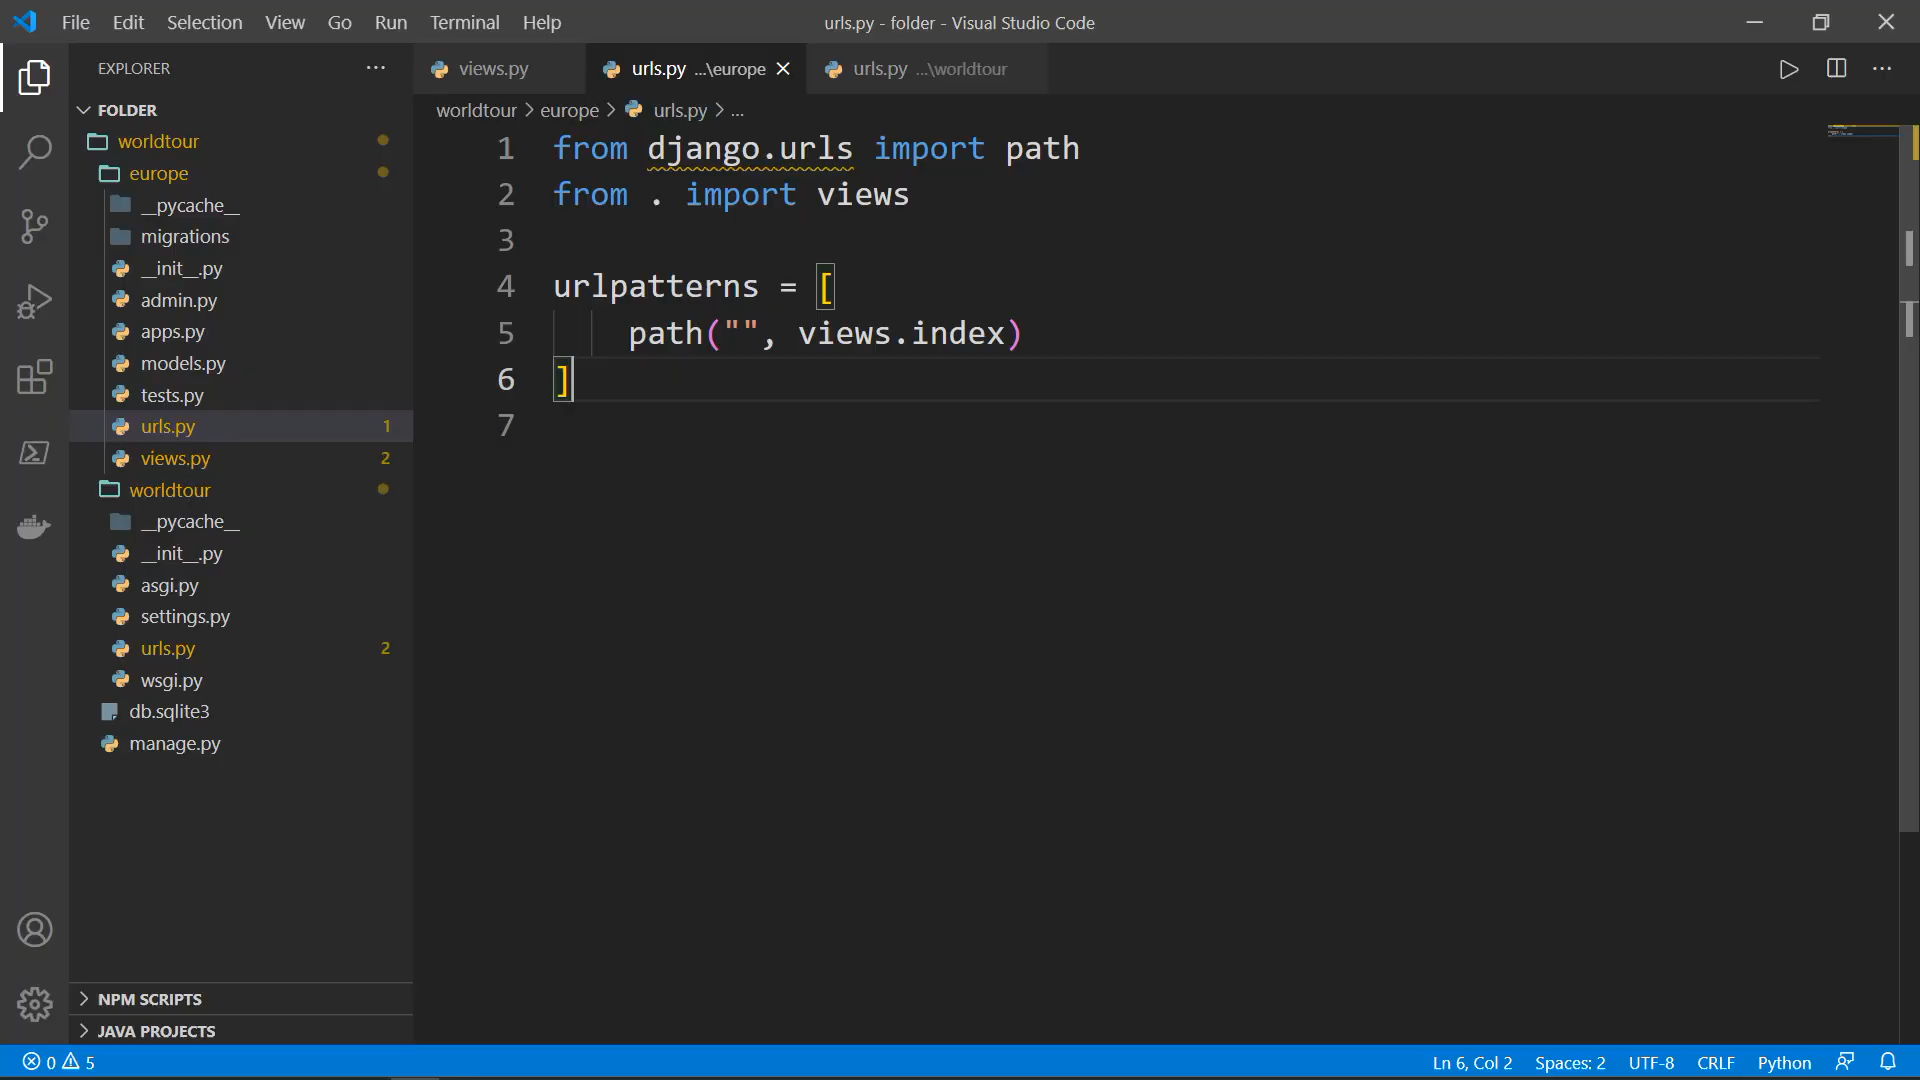 File Edit Selection View Go Run Terminal Help
urls.py - folder - Visual Studio Code
EXPLORER
FOLDER
worldtour
europe
__pycache__
migrations
__init__.py
admin.py
apps.py
models.py
tests.py
urls.py 1
views.py 2
worldtour
__pycache__
__init__.py
asgi.py
settings.py
urls.py 2
wsgi.py
db.sqlite3
manage.py
NPM SCRIPTS
JAVA PROJECTS
views.py
urls.py ...\europe
urls.py ...\worldtour
worldtour > europe > urls.py > ...
1 from django.urls import path
2 from . import views
3
4 urlpatterns = [
5 path("", views.index)
6 ]
7
0 5
Ln 6, Col 2 Spaces: 2 UTF-8 CRLF Python